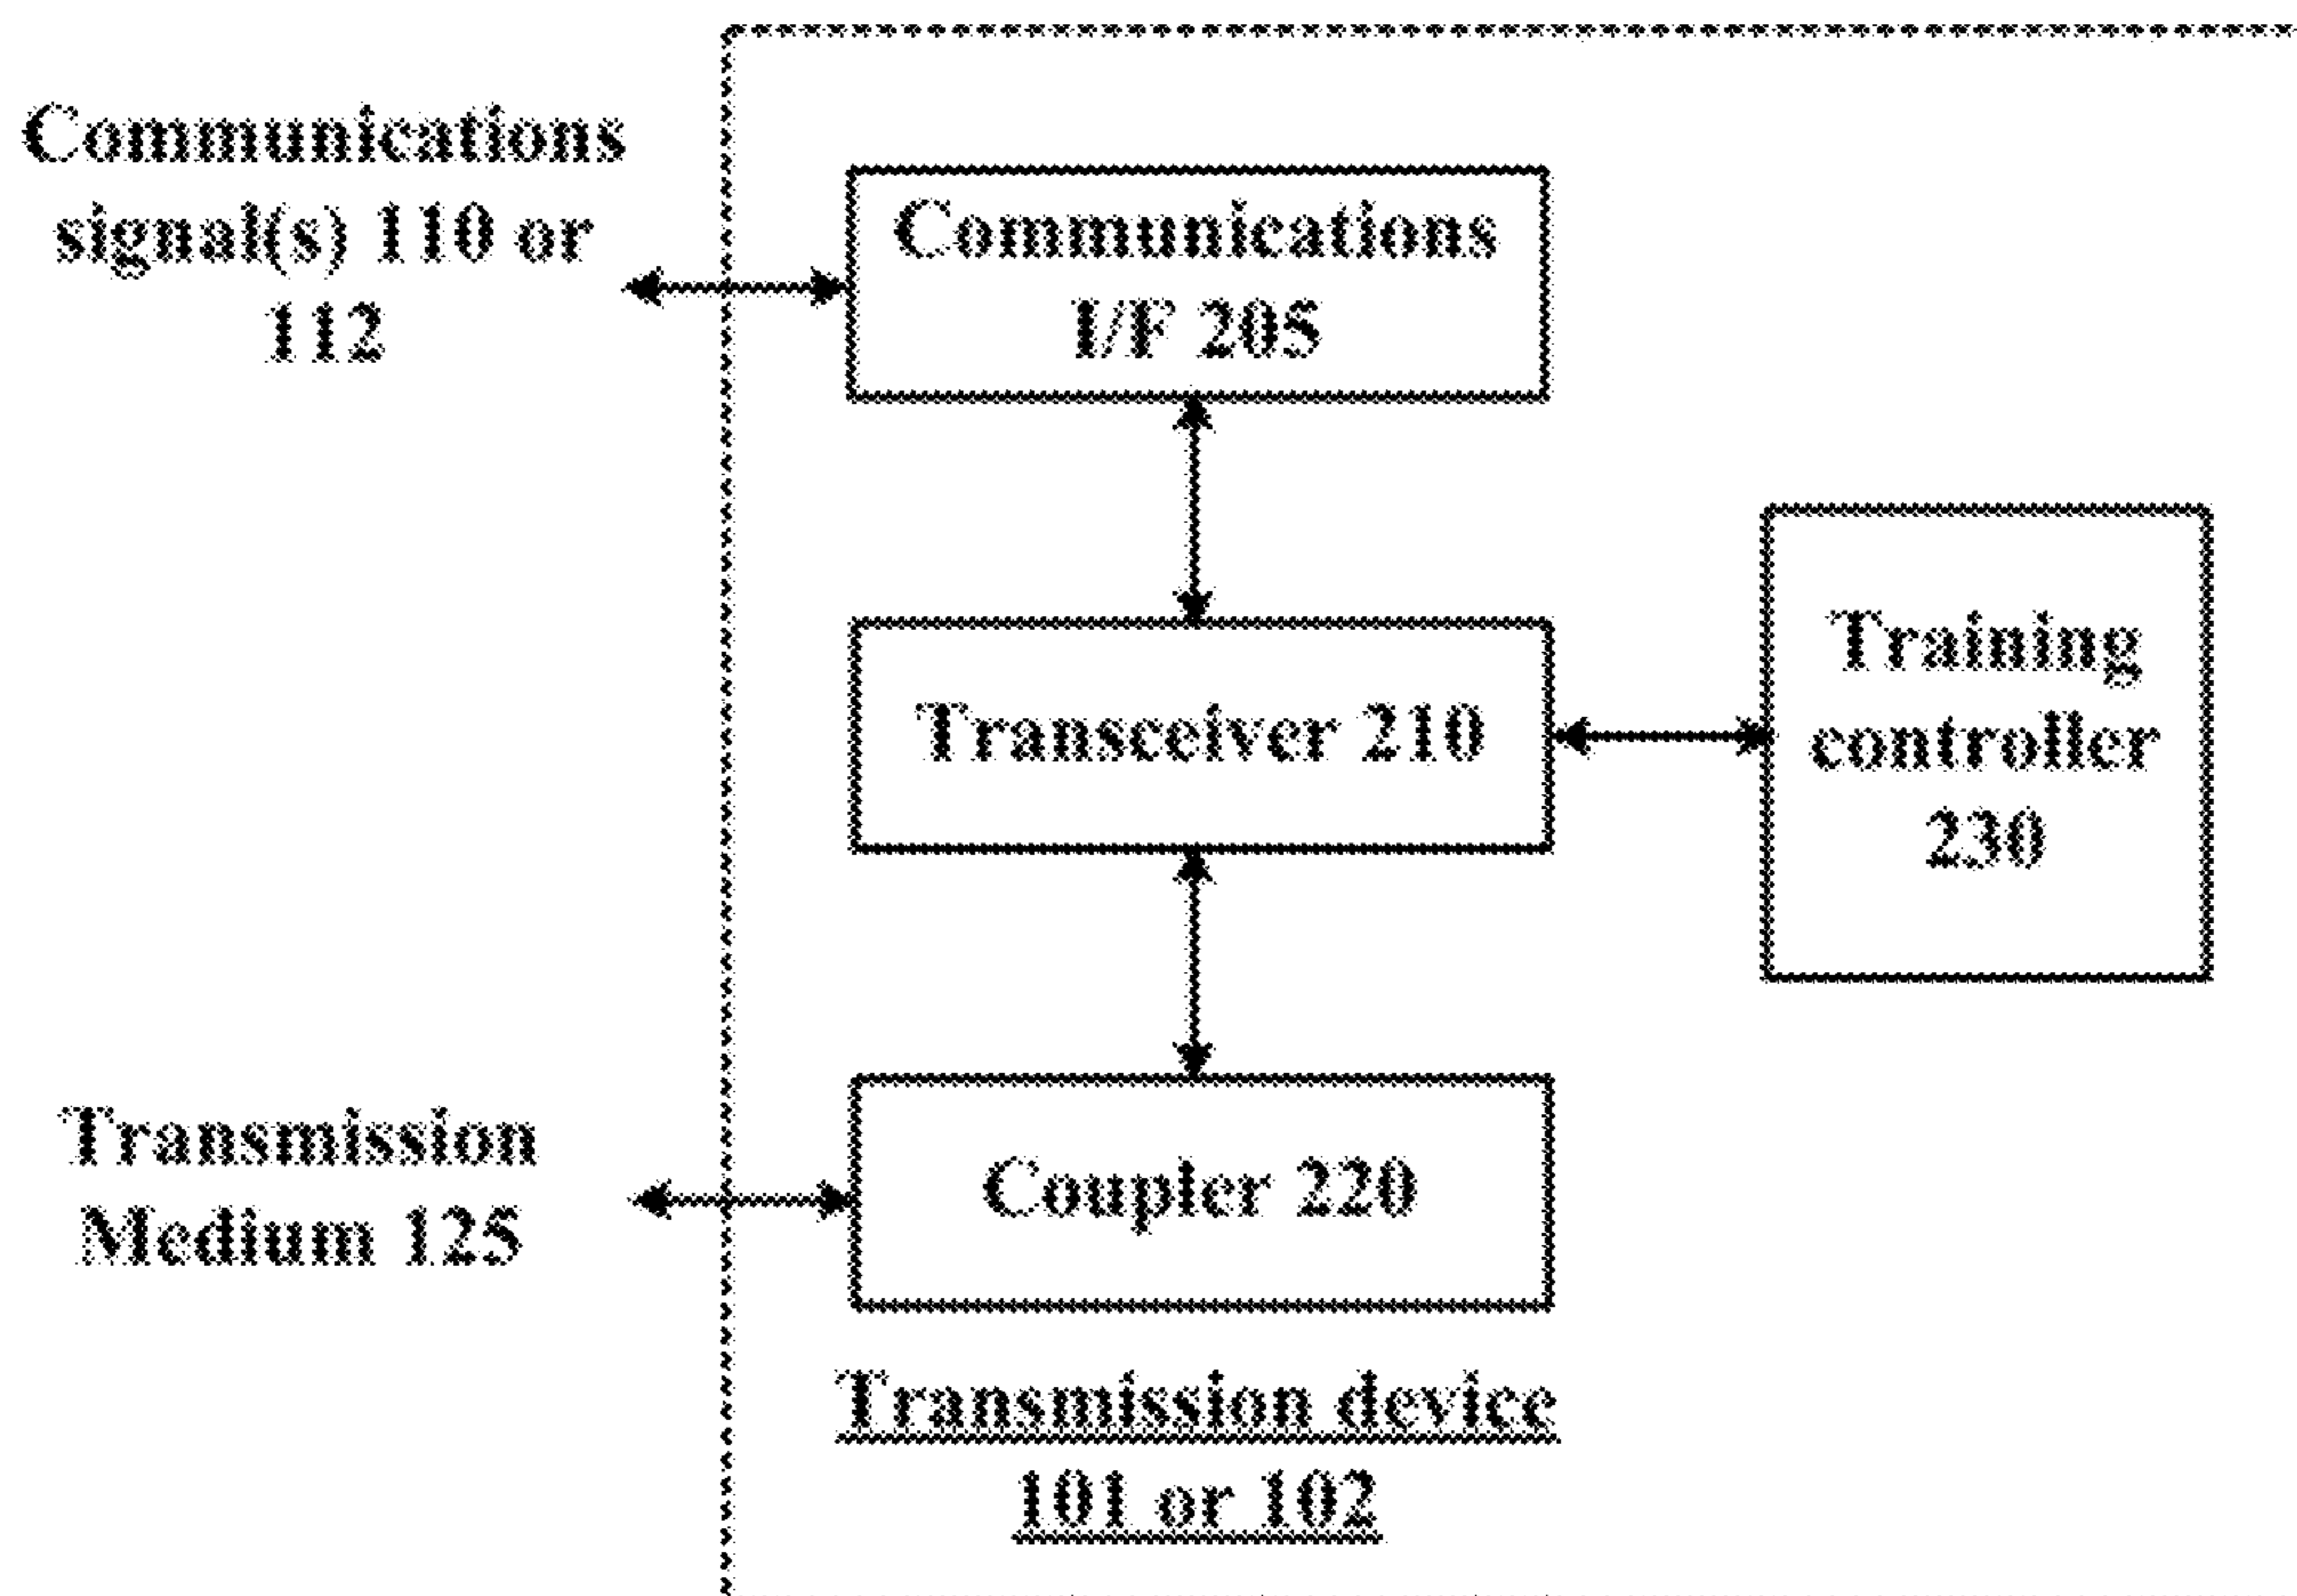 Communications
signal(s) 110 or
112
Communications
I/F 205
Transceiver 210
Training
controller
230
Transmission
Medium 125
Coupler 220
Transmission device
101 or 102